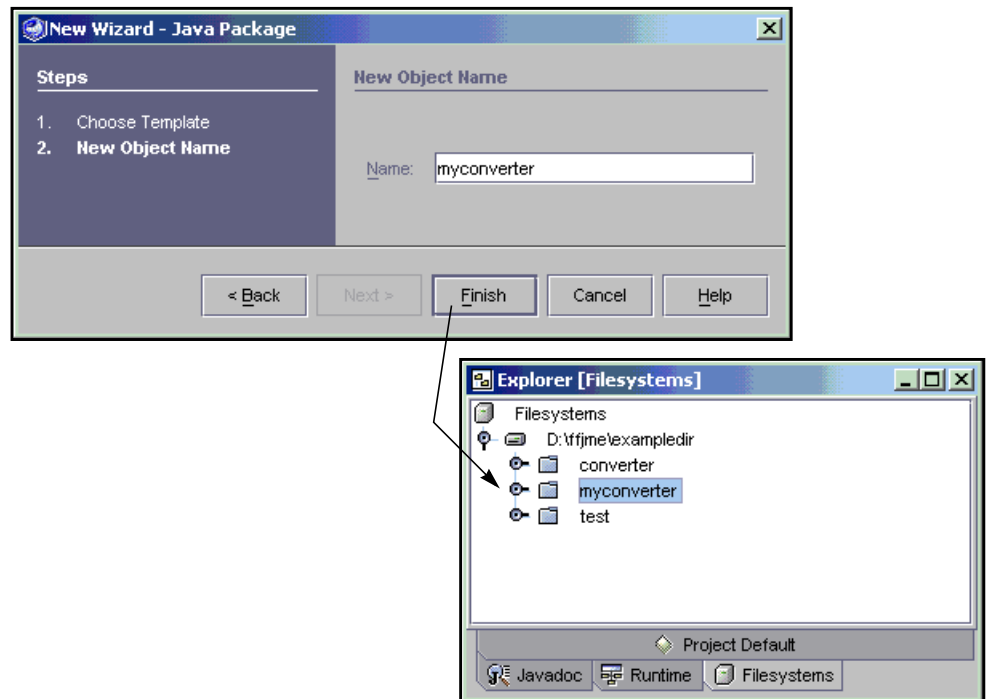 New Wizard - Java Package
Steps
1. Choose Template
2. New Object Name
New Object Name
Name: myconverter
< Back Next > Finish Cancel Help
Explorer [Filesystems]
Filesystems
D:\ffjme\exampledir
converter
myconverter
test
Project Default
Javadoc Runtime Filesystems